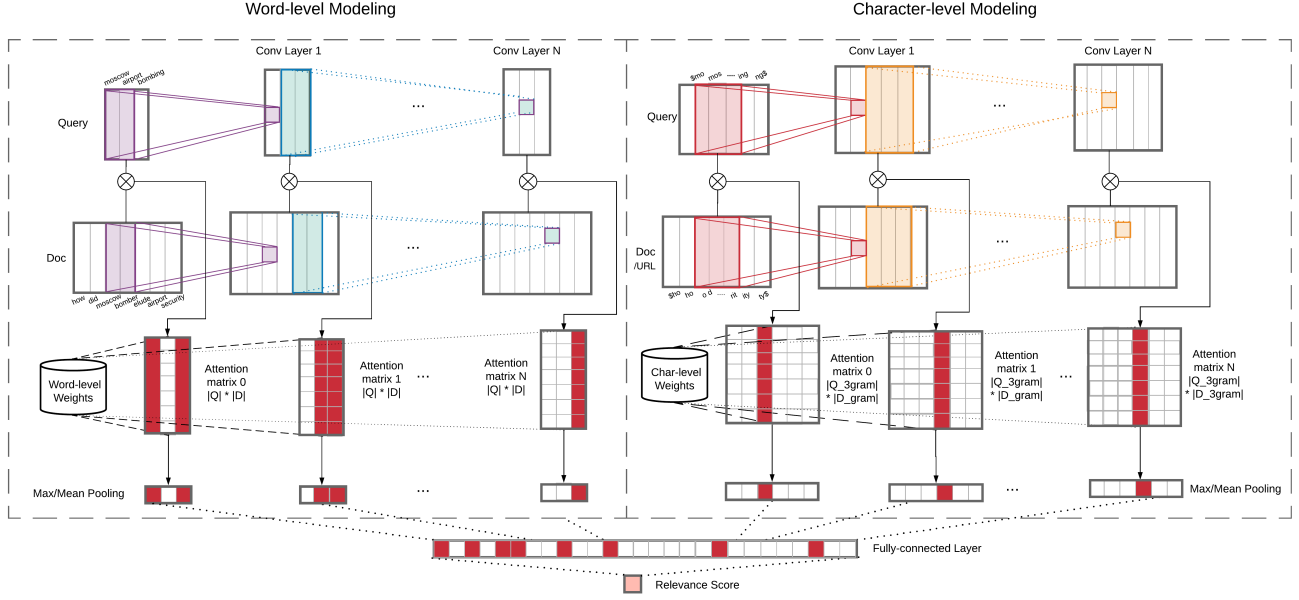 Word-level Modeling
Character-level Modeling
Conv Layer 1
Conv Layer N
Conv Layer 1
Conv Layer N
moscow
airport
bombing
$mo
mos
....
ing
ng$
Query
...
Query
...
Doc
...
Doc
/URL
...
how
did
moscow
bomber
elude
airport
security
$ho
ho
o d
....
rit
ity
ty$
Word-level
Weights
Attention
matrix 0
|Q| * |D|
Attention
matrix 1
|Q| * |D|
...
Attention
matrix N
|Q| * |D|
Char-level
Weights
Attention
matrix 0
|Q_3gram|
* |D_gram|
Attention
matrix 1
|Q_3gram|
* |D_gram|
...
Attention
matrix N
|Q_3gram|
* |D_3gram|
Max/Mean Pooling
...
...
Max/Mean Pooling
Fully-connected Layer
Relevance Score